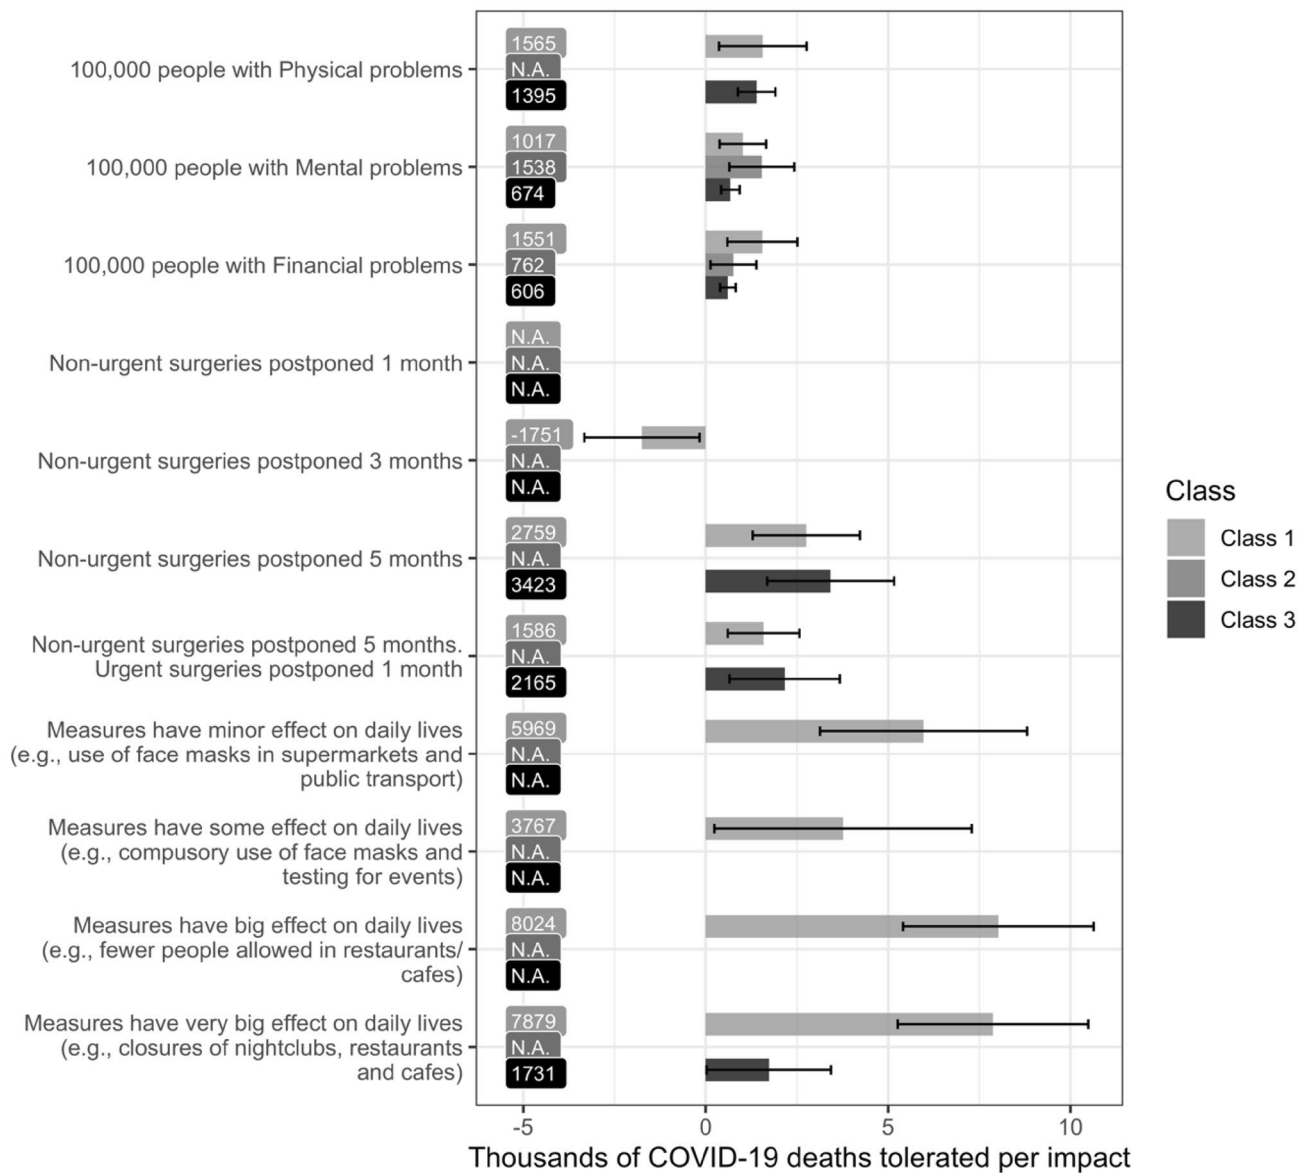 100,000 people with Physical problems
1565
N.A.
1395
100,000 people with Mental problems
1017
1538
674
100,000 people with Financial problems
1551
762
606
Non-urgent surgeries postponed 1 month
N.A.
N.A.
N.A.
Non-urgent surgeries postponed 3 months
-1751
N.A.
N.A.
Non-urgent surgeries postponed 5 months
2759
N.A.
3423
Non-urgent surgeries postponed 5 months.
Urgent surgeries postponed 1 month
1586
N.A.
2165
Measures have minor effect on daily lives
(e.g., use of face masks in supermarkets and
public transport)
5969
N.A.
N.A.
Measures have some effect on daily lives
(e.g., compusory use of face masks and
testing for events)
3767
N.A.
N.A.
Measures have big effect on daily lives
(e.g., fewer people allowed in restaurants/
cafes)
8024
N.A.
N.A.
Measures have very big effect on daily lives
(e.g., closures of nightclubs, restaurants
and cafes)
7879
N.A.
1731
-5 0 5 10
Thousands of COVID-19 deaths tolerated per impact
Class
Class 1
Class 2
Class 3